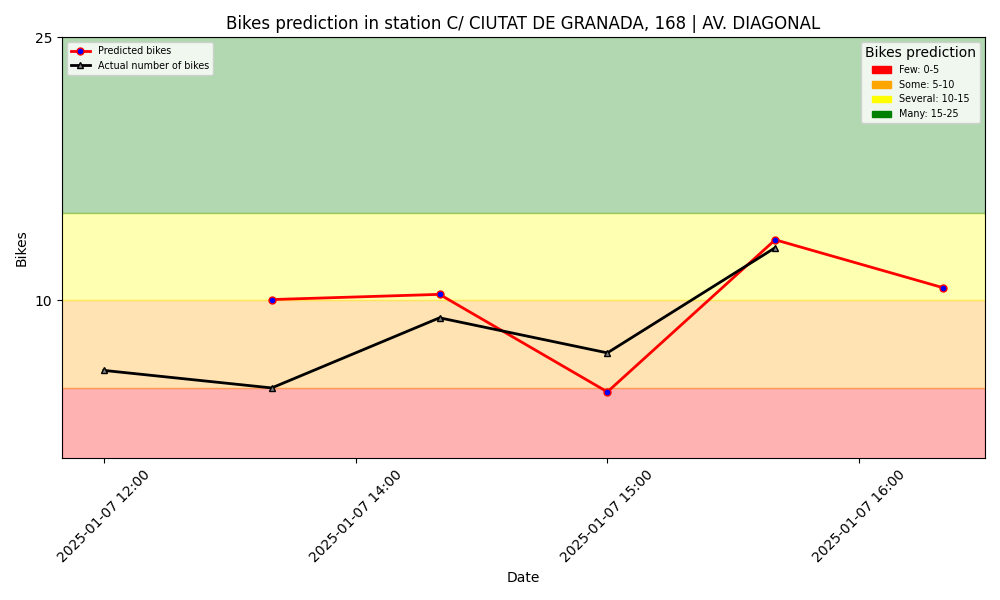 Bikes prediction in station C/ CIUTAT DE GRANADA, 168 | AV. DIAGONAL
Predicted bikes
Actual number of bikes
Bikes prediction
Few: 0-5
Some: 5-10
Several: 10-15
Many: 15-25
25
10
Bikes
2025-01-07 12:00
2025-01-07 14:00
2025-01-07 15:00
2025-01-07 16:00
Date